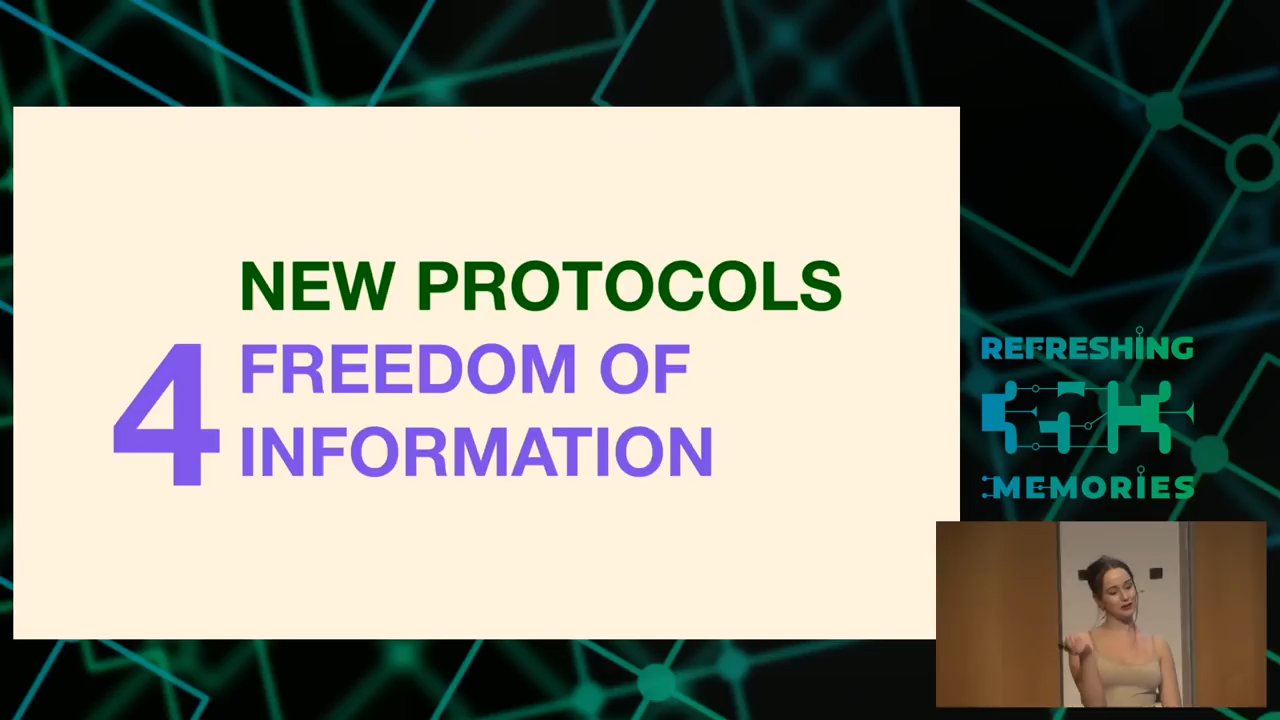 NEW PROTOCOLS
4 FREEDOM OF
INFORMATION
REFRESHING
MEMORIES